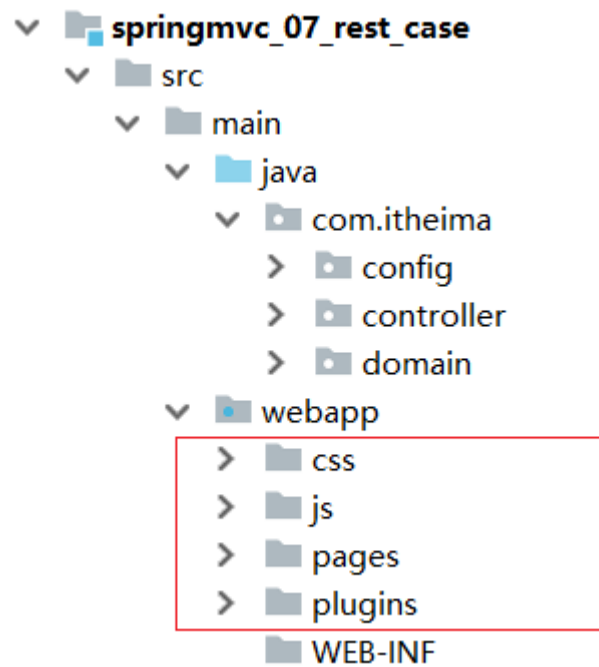 springmvc_07_rest_case
src
main
java
com.itheima
config
controller
domain
webapp
css
js
pages
plugins
WEB-INF